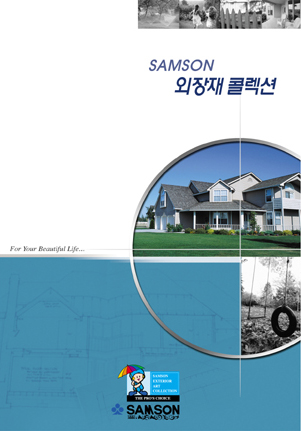 SAMSON
외장재 콜렉션
For Your Beautiful Life...
SAMSON
EXTERIOR
ART
COLLECTION
THE PRO'S CHOICE
SAMSON